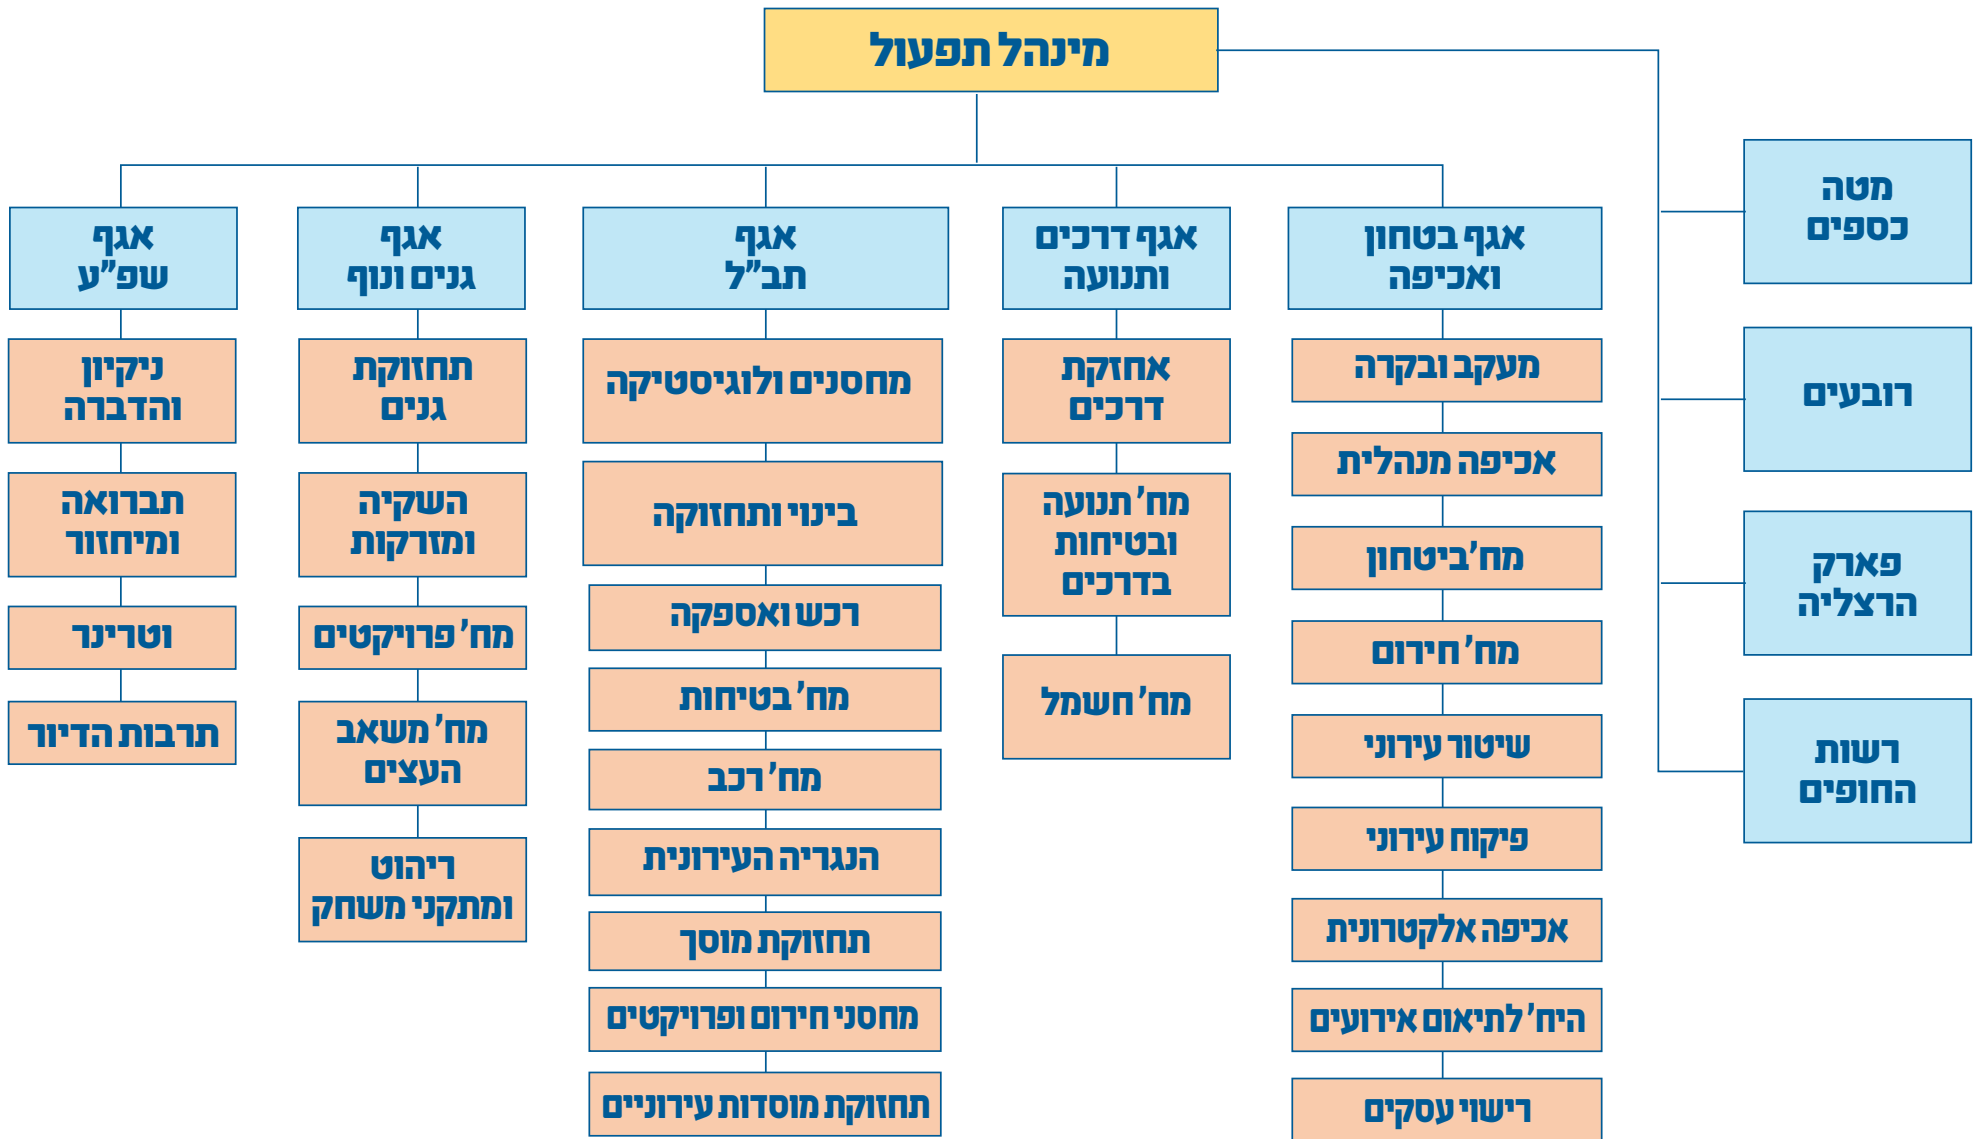 מינהל תפעול
מטה
כספים
רובעים
פארק
הרצליה
רשות
החופים
אגף בטחון
ואכיפה
מעקב ובקרה
אכיפה מנהלית
מח'ביטחון
מח' חירום
שיטור עירוני
פיקוח עירוני
אכיפה אלקטרונית
היח' לתיאום אירועים
רישוי עסקים
אגף דרכים
ותנועה
אחזקת
דרכים
מח' תנועה
ובטיחות
בדרכים
מח' חשמל
אגף
תב"ל
מחסנים ולוגיסטיקה
בינוי ותחזוקה
רכש ואספקה
מח' בטיחות
מח' רכב
הנגריה העירונית
תחזוקת מוסך
מחסני חירום ופרויקטים
תחזוקת מוסדות עירוניים
אגף
גנים ונוף
תחזוקת
גנים
השקיה
ומזרקות
מח' פרויקטים
מח' משאב
העצים
ריהוט
ומתקני משחק
אגף
שפ"ע
ניקיון
והדברה
תברואה
ומיחזור
וטרינר
תרבות הדיור